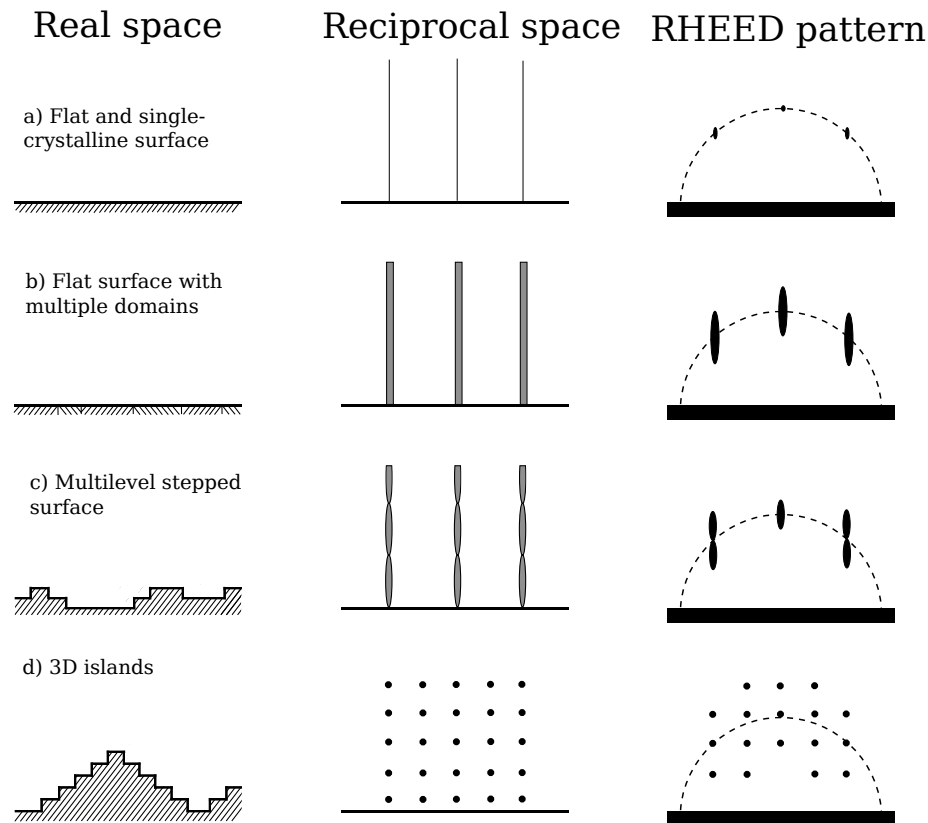 Real space
Reciprocal space
RHEED pattern
a) Flat and single-
crystalline surface
b) Flat surface with
multiple domains
c) Multilevel stepped
surface
d) 3D islands